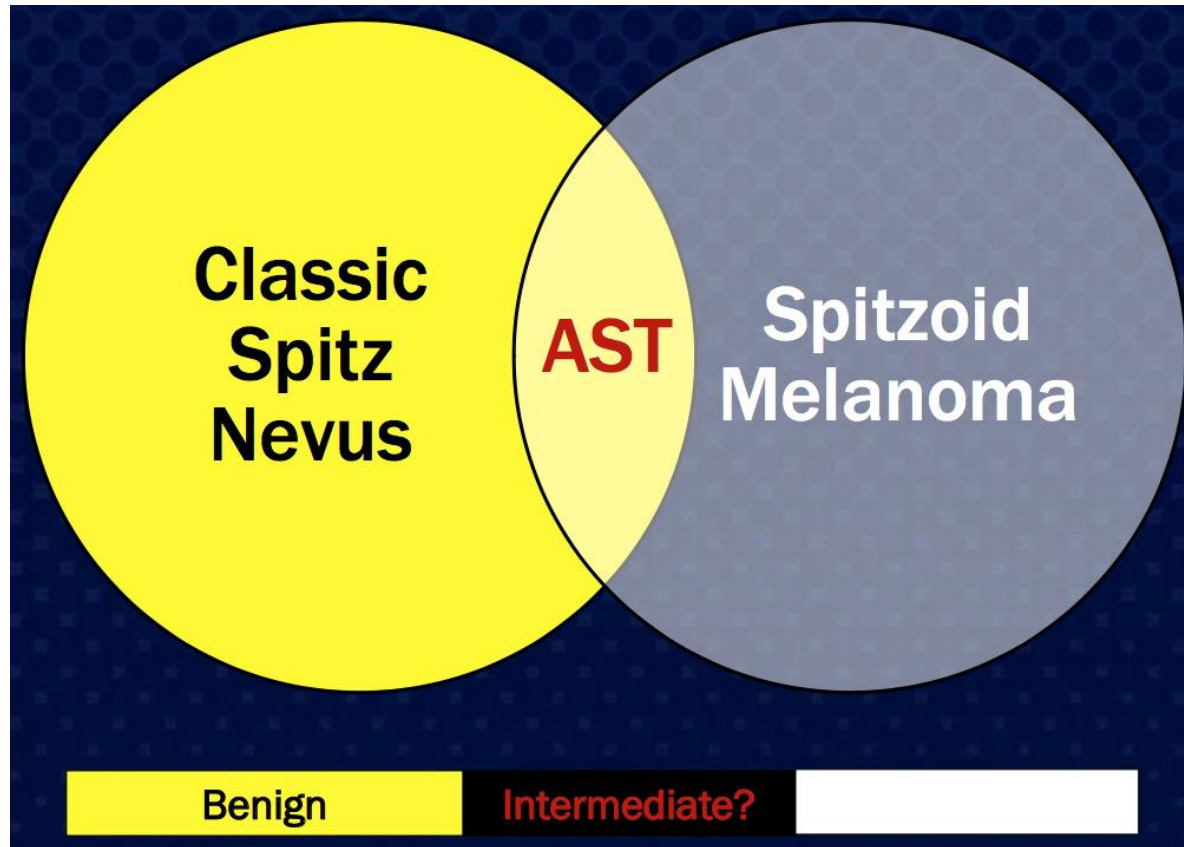 Classic
Spitz
Nevus
AST
Spitzoid
Melanoma
Benign
Intermediate?